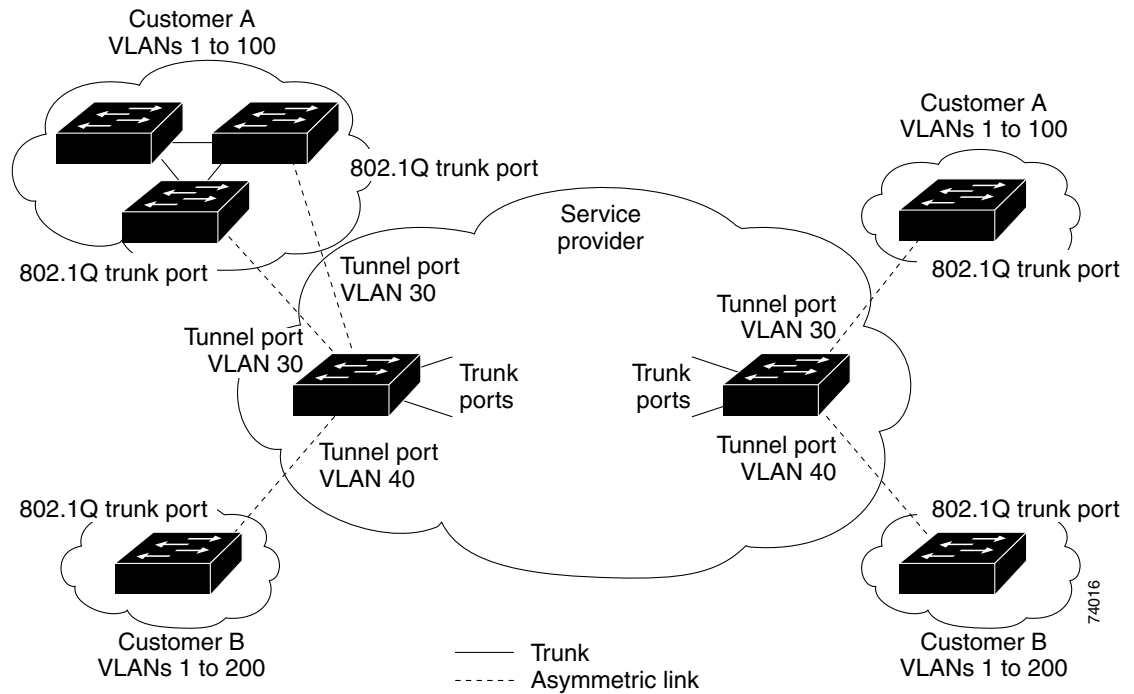 Customer A
VLANs 1 to 100
Customer A
VLANs 1 to 100
802.1Q trunk port
Service
provider
802.1Q trunk port
802.1Q trunk port
Tunnel port
VLAN 30
Tunnel port
VLAN 30
Tunnel port
VLAN 30
Trunk
ports
Trunk
ports
Tunnel port
VLAN 40
Tunnel port
VLAN 40
802.1Q trunk port
802.1Q trunk port
74016
Customer B
VLANs 1 to 200
Customer B
VLANs 1 to 200
Trunk
Asymmetric link